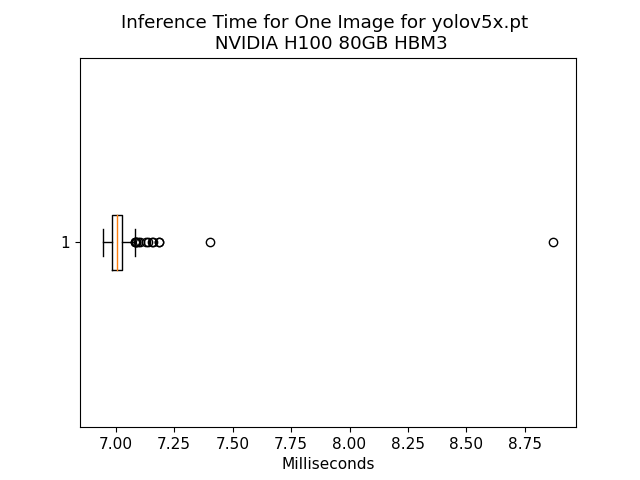 Inference Time for One Image for yolov5x.pt
NVIDIA H100 80GB HBM3
1
7.00 7.25 7.50 7.75 8.00 8.25 8.50 8.75
Milliseconds